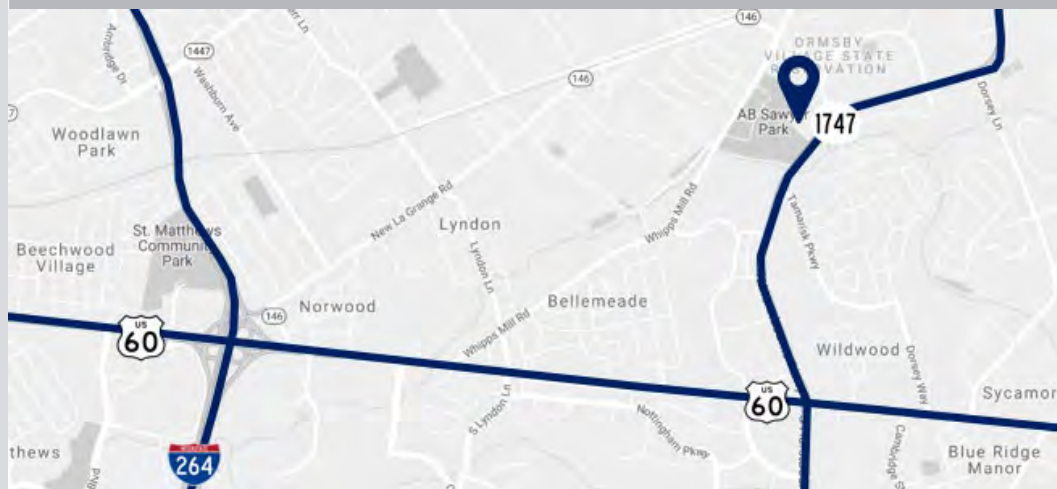 146
ORMSBY
VILLAGE STATE
Ambridge Dr
1447
Washburn Ave
146
Dorsey Ln
AB Sawyer
Park
1747
Woodlawn
Park
New La Grange Rd
Lyndon
Whipps Mill Rd
Tamarisk Pkwy
St. Matthews
Community
Park
Beechwood
Village
Lyndon Ln
Norwood
146
Bellemeade
US
60
Whipps Mill Rd
Wildwood
Dorsey Way
US
60
Sycamor
S Lyndon Ln
Nottingham Pkwy
thews
264
Blue Ridge
Manor